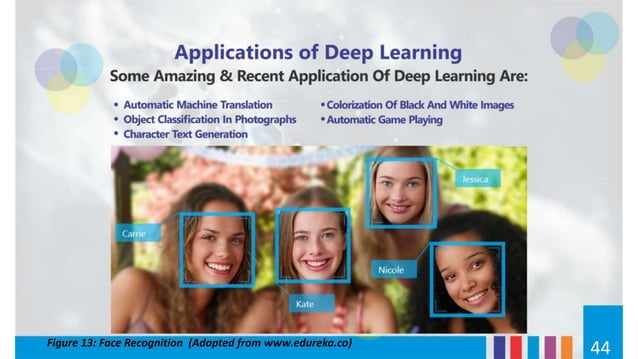 Applications of Deep Learning
Some Amazing & Recent Application Of Deep Learning Are:
• Automatic Machine Translation
• Object Classification In Photographs
• Character Text Generation
• Colorization Of Black And White Images
• Automatic Game Playing
Jessica
Carrie
Nicole
Kate
Figure 13: Face Recognition (Adapted from www.edureka.co)
44